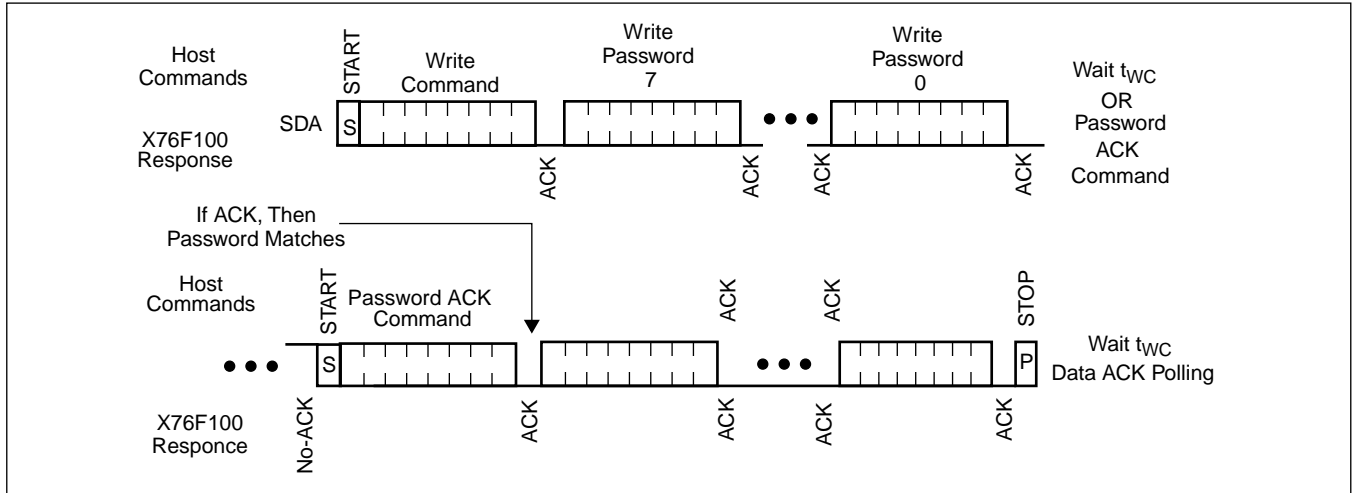 Host
Commands
START
Write
Command
Write
Password
7
Write
Password
0
Wait tWC
OR
Password
ACK
Command
SDA
S
X76F100
Response
ACK
ACK
ACK
ACK
If ACK, Then
Password Matches
Host
Commands
START
Password ACK
Command
ACK
ACK
STOP
S
P
Wait tWC
Data ACK Polling
X76F100
Responce
No-ACK
ACK
ACK
ACK
ACK